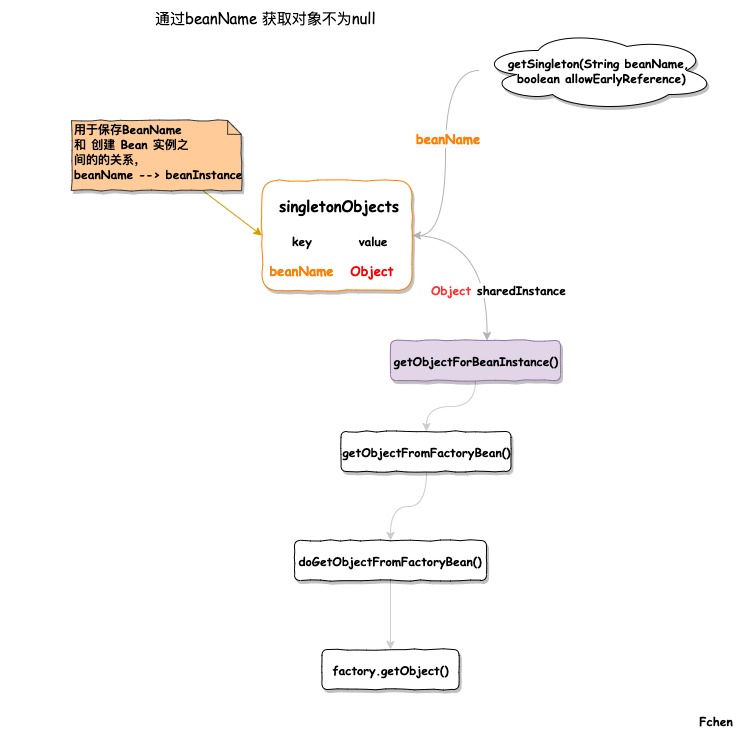 通过beanName 获取对象不为null
getSingleton(String beanName,
boolean allowEarlyReference)
用于保存BeanName
和 创建 Bean 实例之
间的的关系，
beanName --> beanInstance
beanName
singletonObjects
key value
beanName Object
Object sharedInstance
getObjectForBeanInstance()
getObjectFromFactoryBean()
doGetObjectFromFactoryBean()
factory.getObject()
Fchen